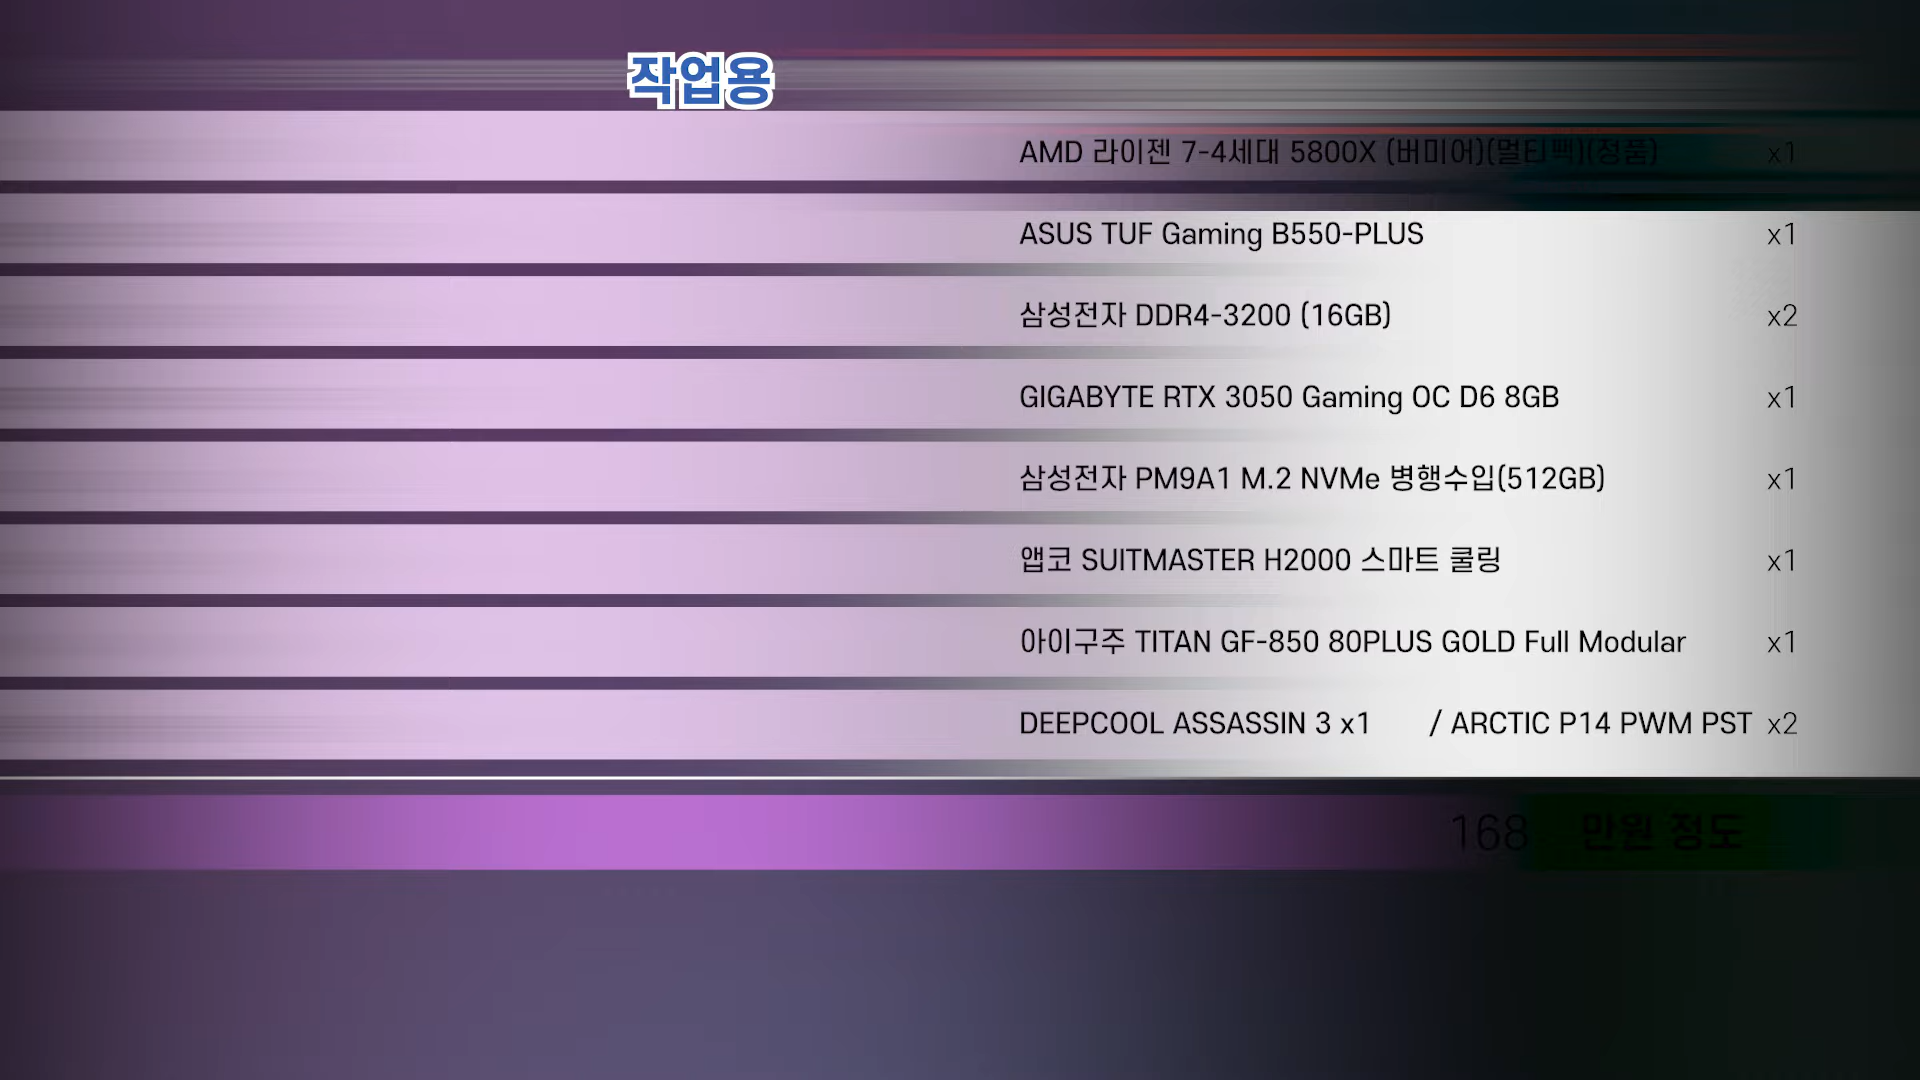 작업용
AMD 라이젠 7-4세대 5800X (버미어)(멀티팩)(정품) x1
ASUS TUF Gaming B550-PLUS x1
삼성전자 DDR4-3200 (16GB) x2
GIGABYTE RTX 3050 Gaming OC D6 8GB x1
삼성전자 PM9A1 M.2 NVMe 병행수입(512GB) x1
앱코 SUITMASTER H2000 스마트 쿨링 x1
아이구주 TITAN GF-850 80PLUS GOLD Full Modular x1
DEEPCOOL ASSASSIN 3 x1 / ARCTIC P14 PWM PST x2
168 만원 정도